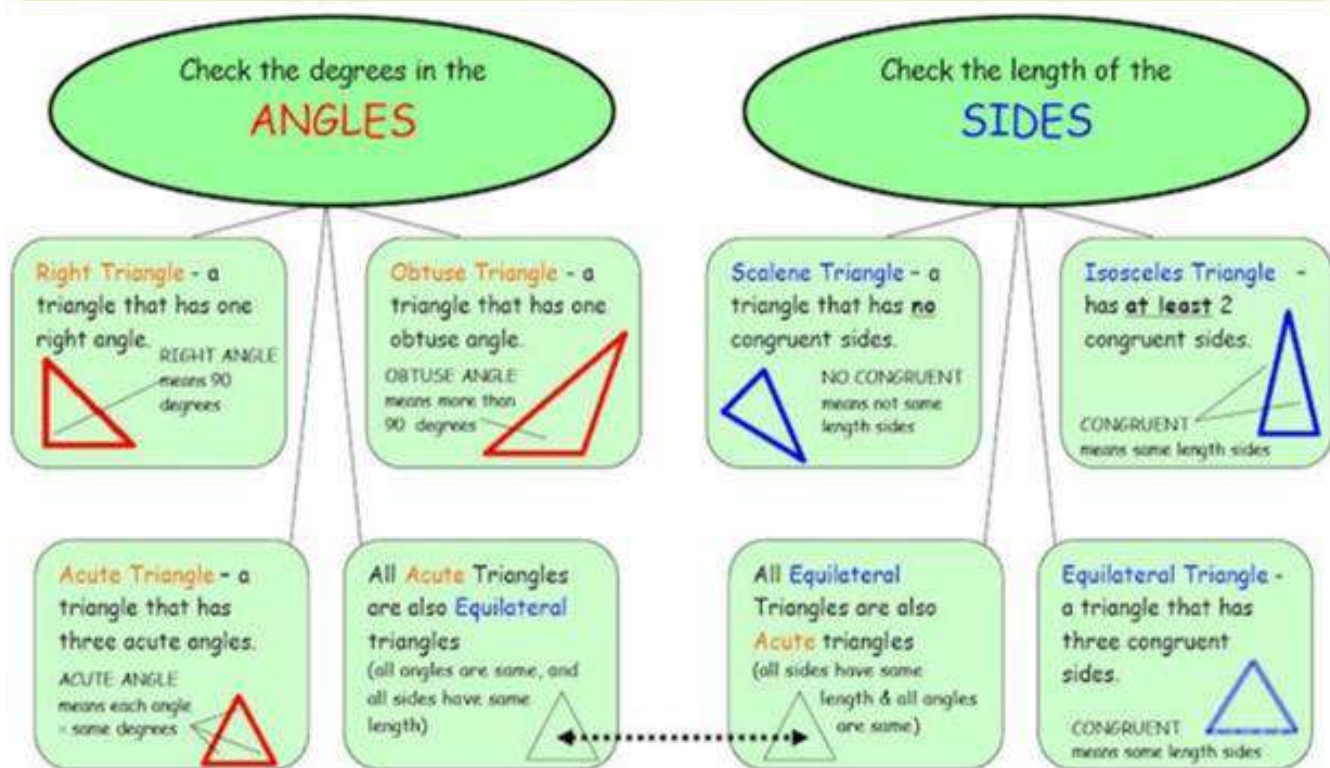 Check the degrees in the
ANGLES
Check the length of the
SIDES
Right Triangle - a
triangle that has one
right angle.
RIGHT ANGLE
means 90
degrees
Obtuse Triangle - a
triangle that has one
obtuse angle.
OBTUSE ANGLE
means more than
90 degrees
Scalene Triangle - a
triangle that has no
congruent sides.
NO CONGRUENT
means not same
length sides
Isosceles Triangle -
has at least 2
congruent sides.
CONGRUENT
means same length sides
Acute Triangle - a
triangle that has
three acute angles.
ACUTE ANGLE
means each angle
= same degrees
All Acute Triangles
are also Equilateral
triangles
(all angles are same, and
all sides have same
length)
All Equilateral
Triangles are also
Acute triangles
(all sides have same
length & all angles
are same)
Equilateral Triangle -
a triangle that has
three congruent
sides.
CONGRUENT
means same length sides